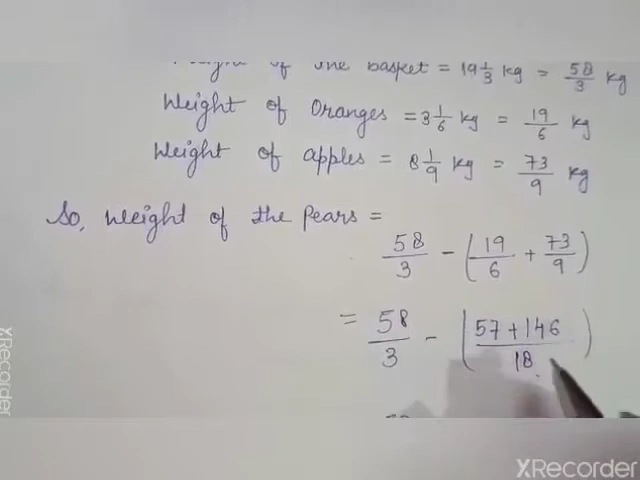 of the basket = 19 1/3 kg = 58/3 kg
Weight of Oranges = 3 1/6 kg = 19/6 kg
Weight of apples = 8 1/9 kg = 73/9 kg
So, Weight of the Pears =
58/3 - (19/6 + 73/9)
= 58/3 - (57 + 146/18)
XRecorder
XRecorder